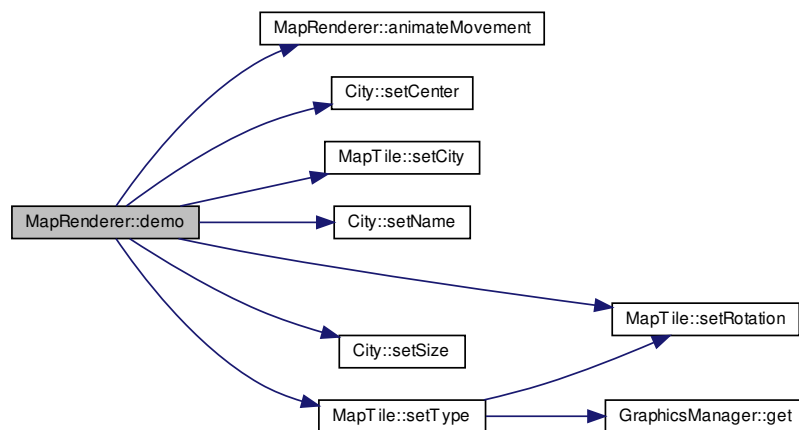 MapRenderer::animateMovement
City::setCenter
MapTile::setCity
MapRenderer::demo
City::setName
MapTile::setRotation
City::setSize
MapTile::setType
GraphicsManager::get